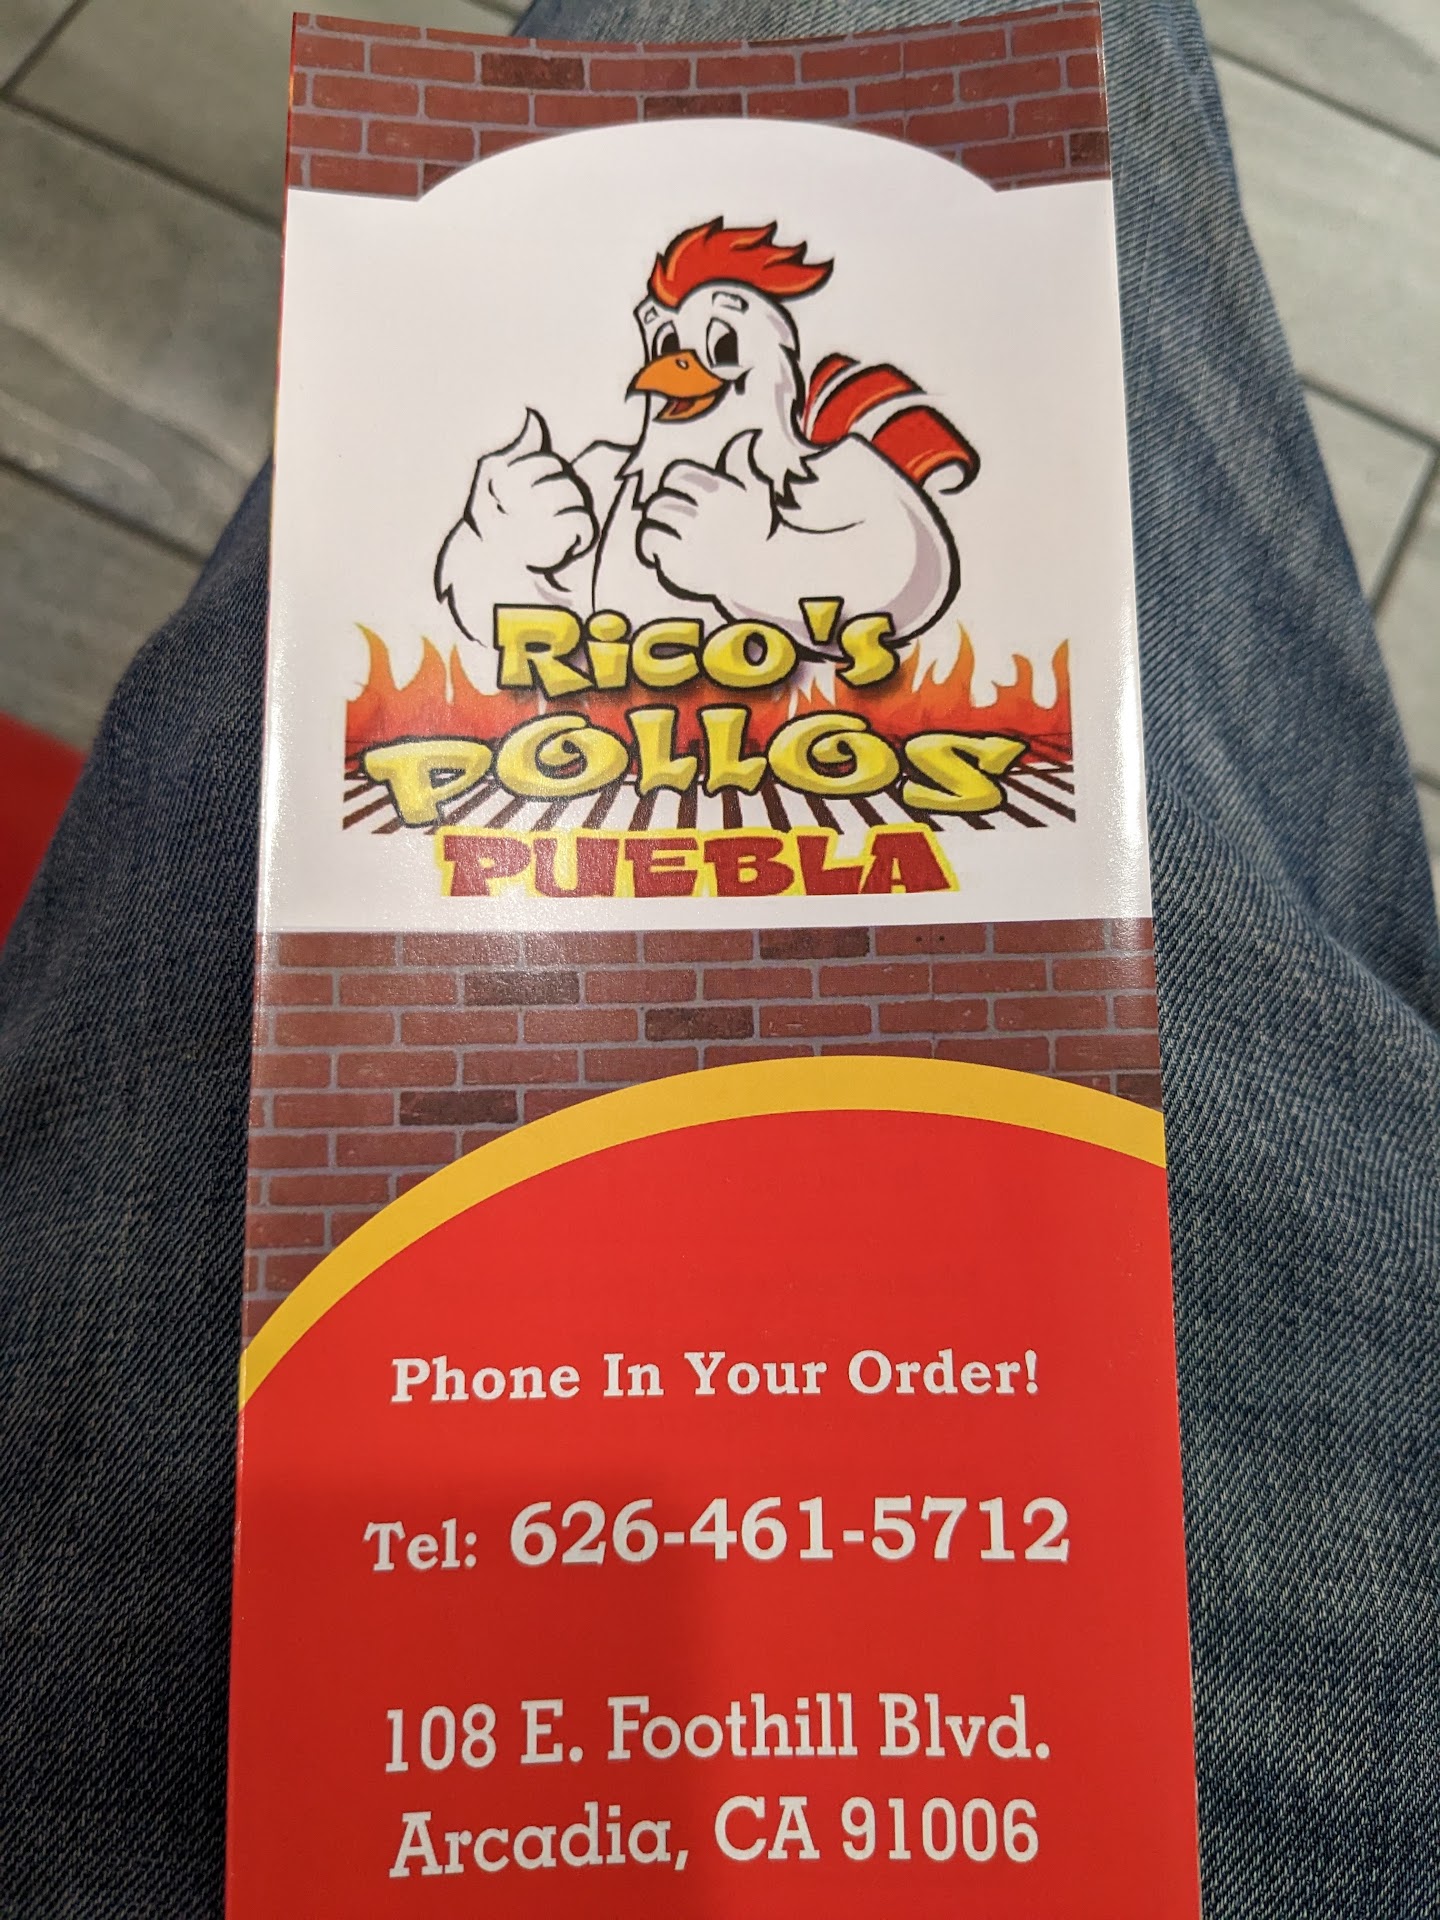 Rico's
POLLOS
PUEBLA
Phone In Your Order!
Tel: 626-461-5712
108 E. Foothill Blvd.
Arcadia, CA 91006